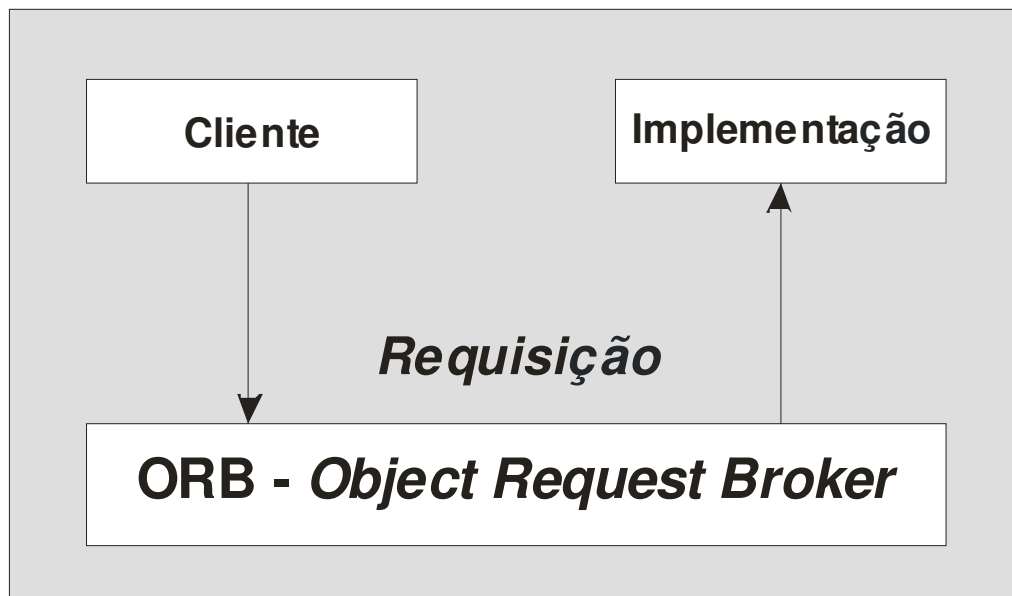 Cliente
Implementação
Requisição
ORB - Object Request Broker